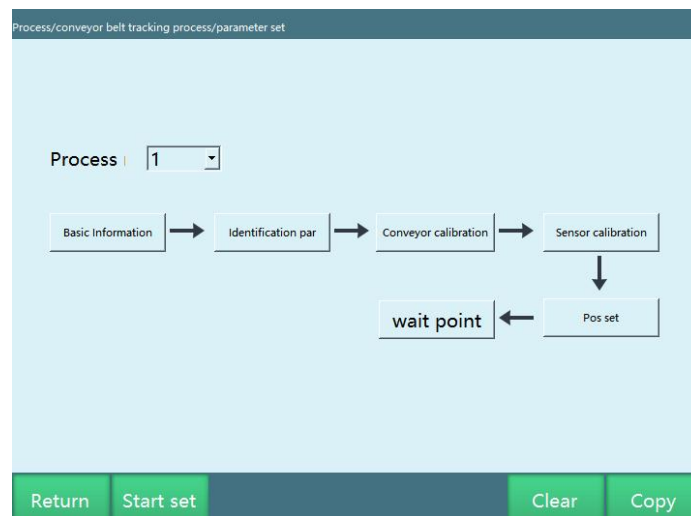 Process/conveyor belt tracking process/parameter set
Process
1
Basic Information
Identification par
Conveyor calibration
Sensor calibration
wait point
Pos set
Return
Start set
Clear
Copy